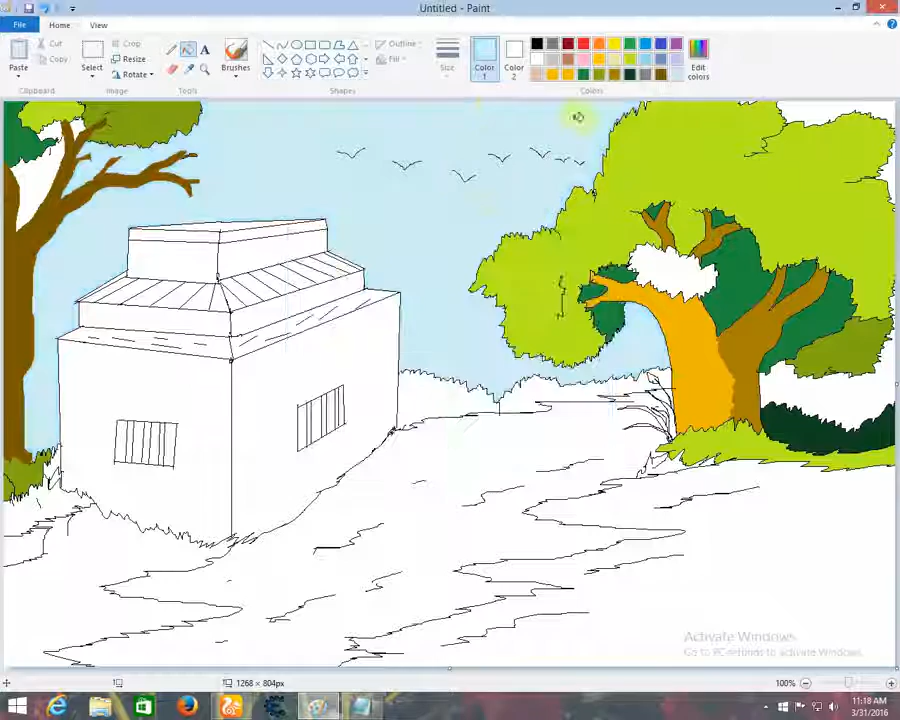 Untitled - Paint
File Home View
Paste
Cut
Copy
Clipboard
Select
Crop
Resize
Rotate
Image
A
Tools
Brushes
Outline
Fill
Shapes
Size
Color 1
Color 2
Edit colors
Colors
Activate Windows
Go to PC settings to activate Windows.
1268 × 804px
100%
11:18 AM
3/31/2016